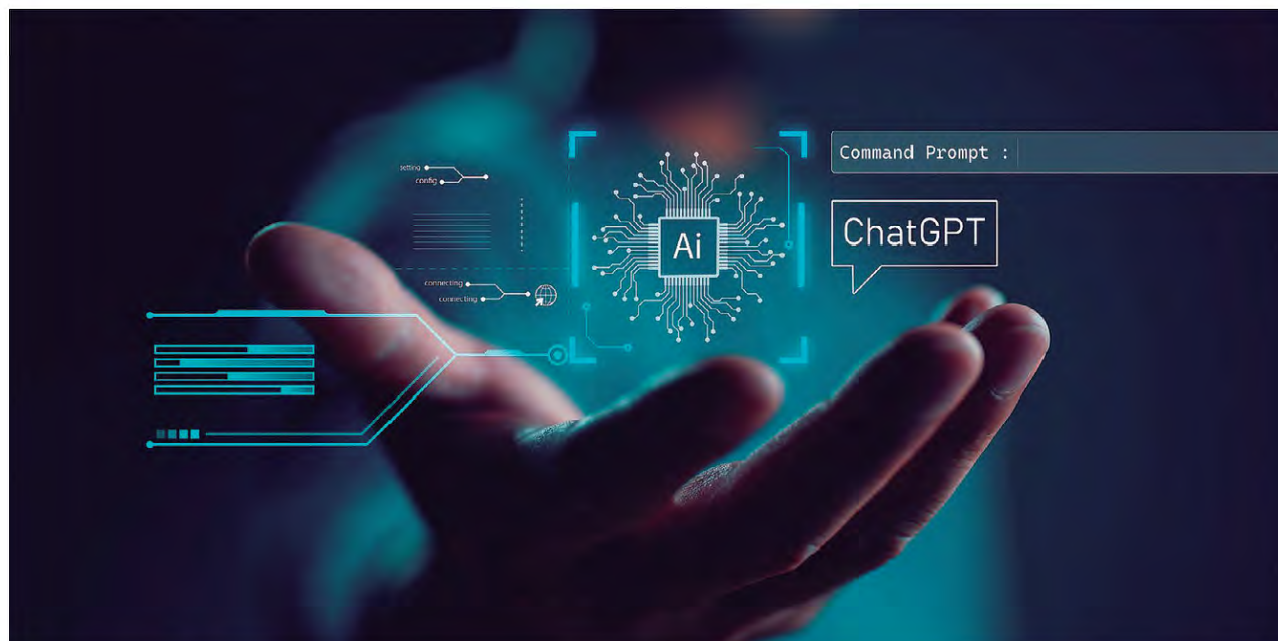 Command Prompt :
setting
config
Ai
ChatGPT
connecting
connecting